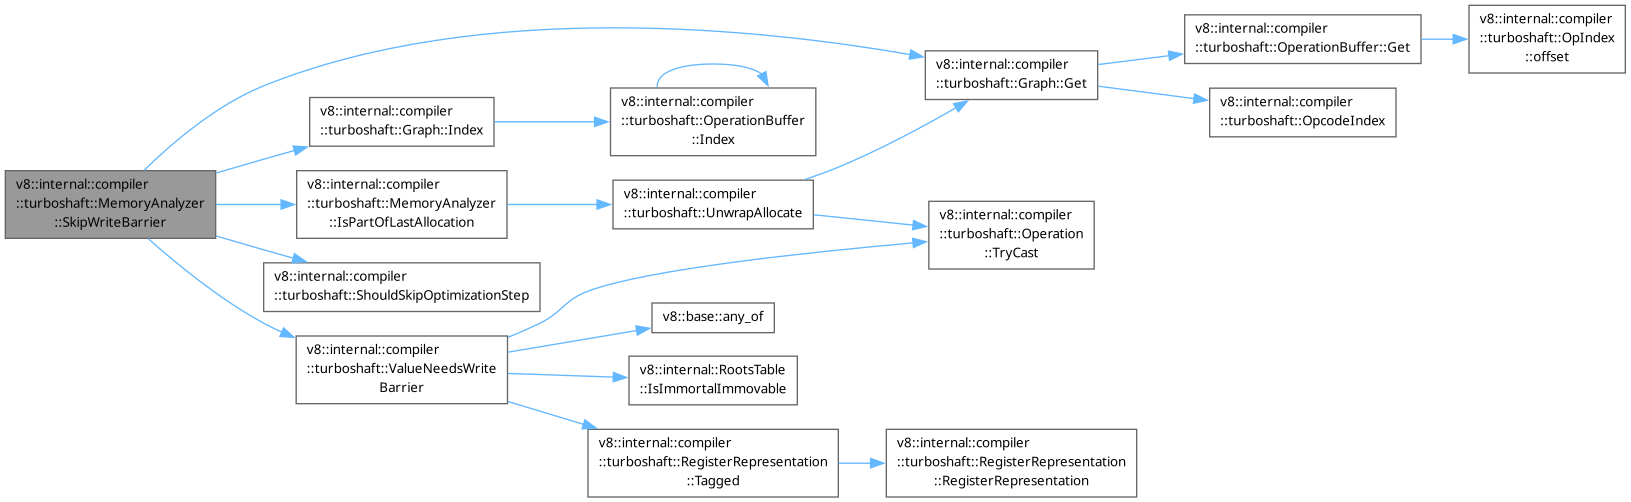 v8::internal::compiler
::turboshaft::MemoryAnalyzer
::SkipWriteBarrier
v8::internal::compiler
::turboshaft::Graph::Index
v8::internal::compiler
::turboshaft::OperationBuffer
::Index
v8::internal::compiler
::turboshaft::MemoryAnalyzer
::IsPartOfLastAllocation
v8::internal::compiler
::turboshaft::UnwrapAllocate
v8::internal::compiler
::turboshaft::Graph::Get
v8::internal::compiler
::turboshaft::OperationBuffer::Get
v8::internal::compiler
::turboshaft::OpIndex
::offset
v8::internal::compiler
::turboshaft::OpcodeIndex
v8::internal::compiler
::turboshaft::Operation
::TryCast
v8::internal::compiler
::turboshaft::ShouldSkipOptimizationStep
v8::internal::compiler
::turboshaft::ValueNeedsWrite
Barrier
v8::base::any_of
v8::internal::RootsTable
::IsImmortalImmovable
v8::internal::compiler
::turboshaft::RegisterRepresentation
::Tagged
v8::internal::compiler
::turboshaft::RegisterRepresentation
::RegisterRepresentation